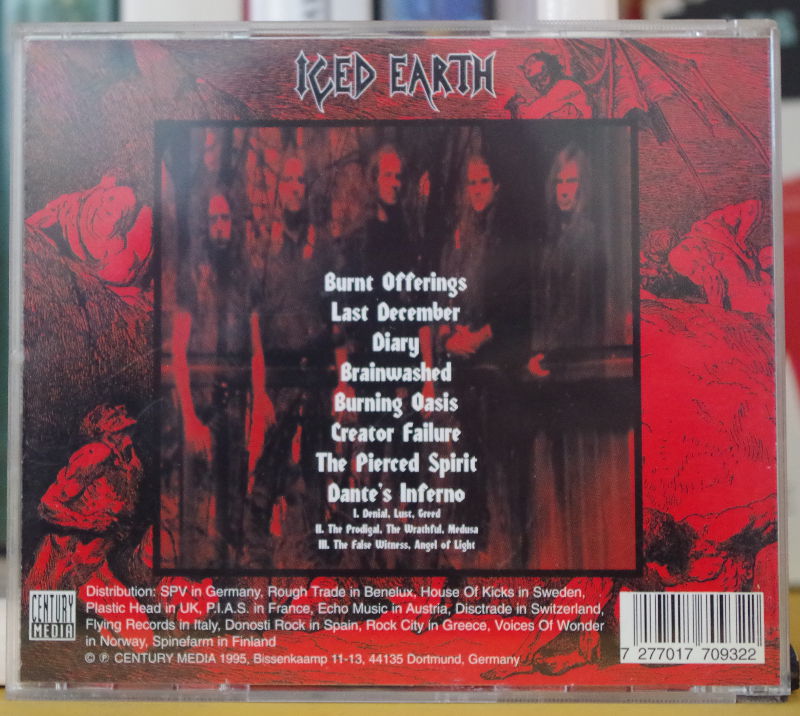 ICED EARTH
Burnt Offerings
Last December
Diary
Brainwashed
Burning Oasis
Creator Failure
The Pierced Spirit
Dante's Inferno
I. Denial, Lust, Greed
II. The Prodigal, The Wrathful, Medusa
III. The False Witness, Angel of Light
CENTURY
MEDIA
Distribution: SPV in Germany, Rough Trade in Benelux, House Of Kicks in Sweden,
Plastic Head in UK, P.I.A.S. in France, Echo Music in Austria, Disctrade in Switzerland,
Flying Records in Italy, Donosti Rock in Spain, Rock City in Greece, Voices Of Wonder
in Norway, Spinefarm in Finland
© ℗ CENTURY MEDIA 1995, Bissenkaamp 11-13, 44135 Dortmund, Germany
7 277017 709322